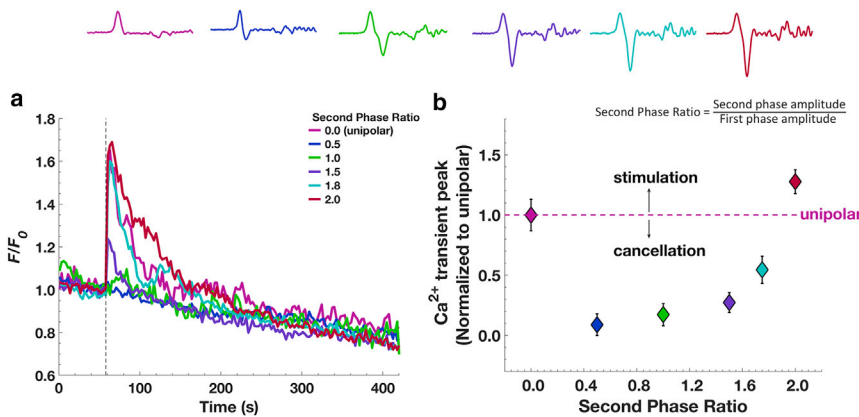 a
Second Phase Ratio
0.0 (unipolar)
0.5
1.0
1.5
1.8
2.0
1.8
1.6
1.4
1.2
1.0
0.8
0.6
F/F0
0 100 200 300 400
Time (s)
b
Second Phase Ratio = Second phase amplitude
First phase amplitude
1.5
1.0
0.5
0.0
Ca2+ transient peak
(Normalized to unipolar)
stimulation
unipolar
cancellation
0.0 0.4 0.8 1.2 1.6 2.0
Second Phase Ratio